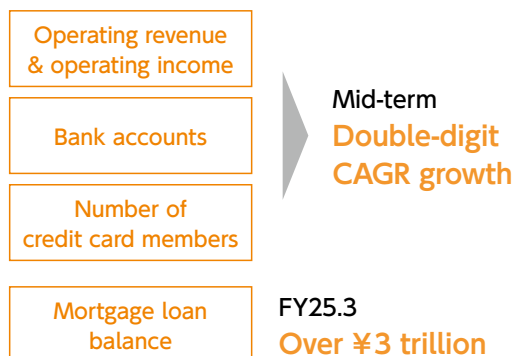 Operating revenue
& operating income
Bank accounts
Number of
credit card members
Mid-term
Double-digit
CAGR growth
Mortgage loan
balance
FY25.3
Over ¥3 trillion